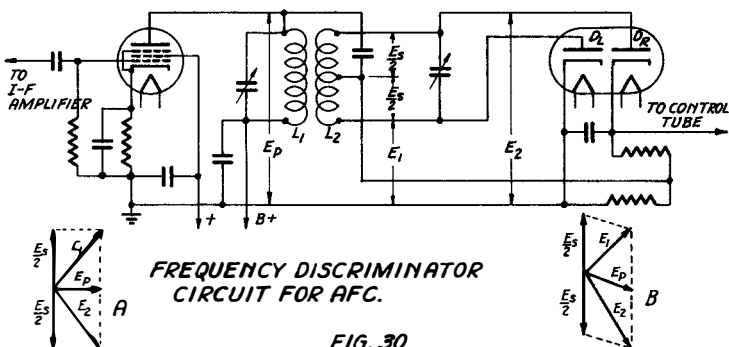 TO
I-F
AMPLIFIER
+
B+
Ep
L1
L2
Es/2
Es/2
E1
E2
DL
DR
TO CONTROL
TUBE
Es/2
Es/2
Ep
E2
A
FREQUENCY DISCRIMINATOR
CIRCUIT FOR AFC.
FIG. 30
Es/2
Es/2
E1
Ep
E2
B